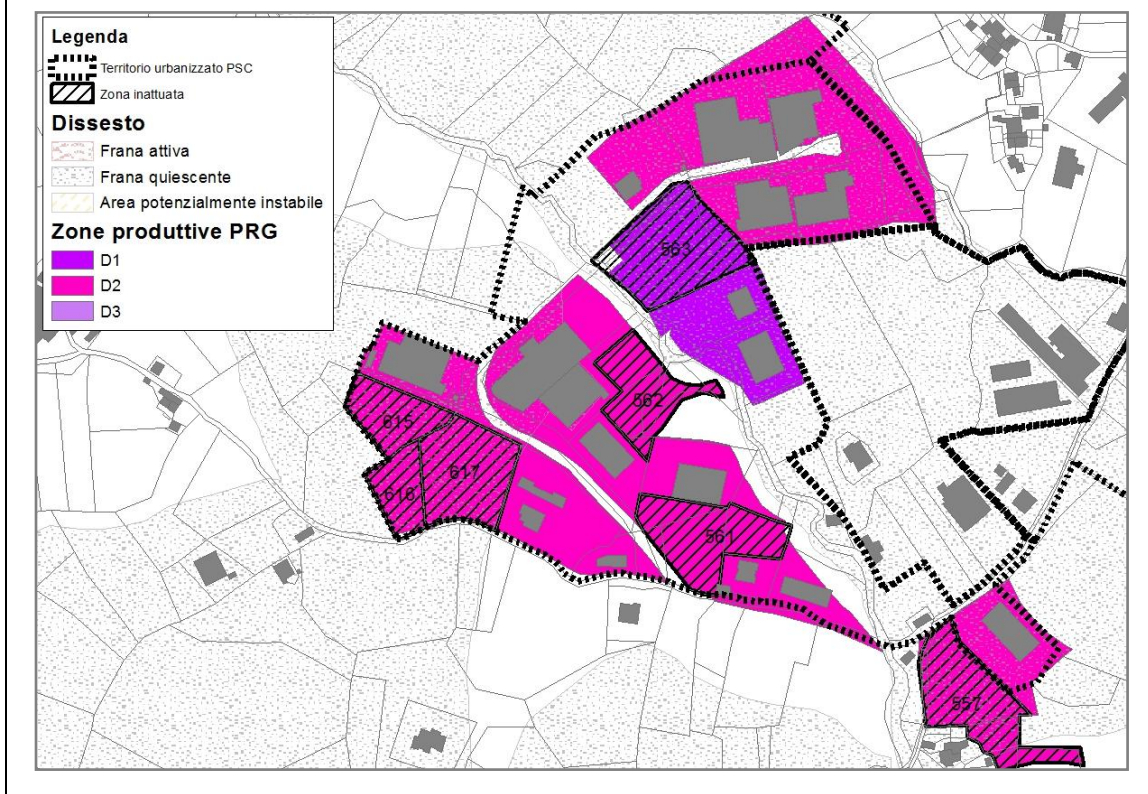 Legenda
Territorio urbanizzato PSC
Zona inattuata
Dissesto
Frana attiva
Frana quiescente
Area potenzialmente instabile
Zone produttive PRG
D1
D2
D3
563
562
615
617
616
561
557